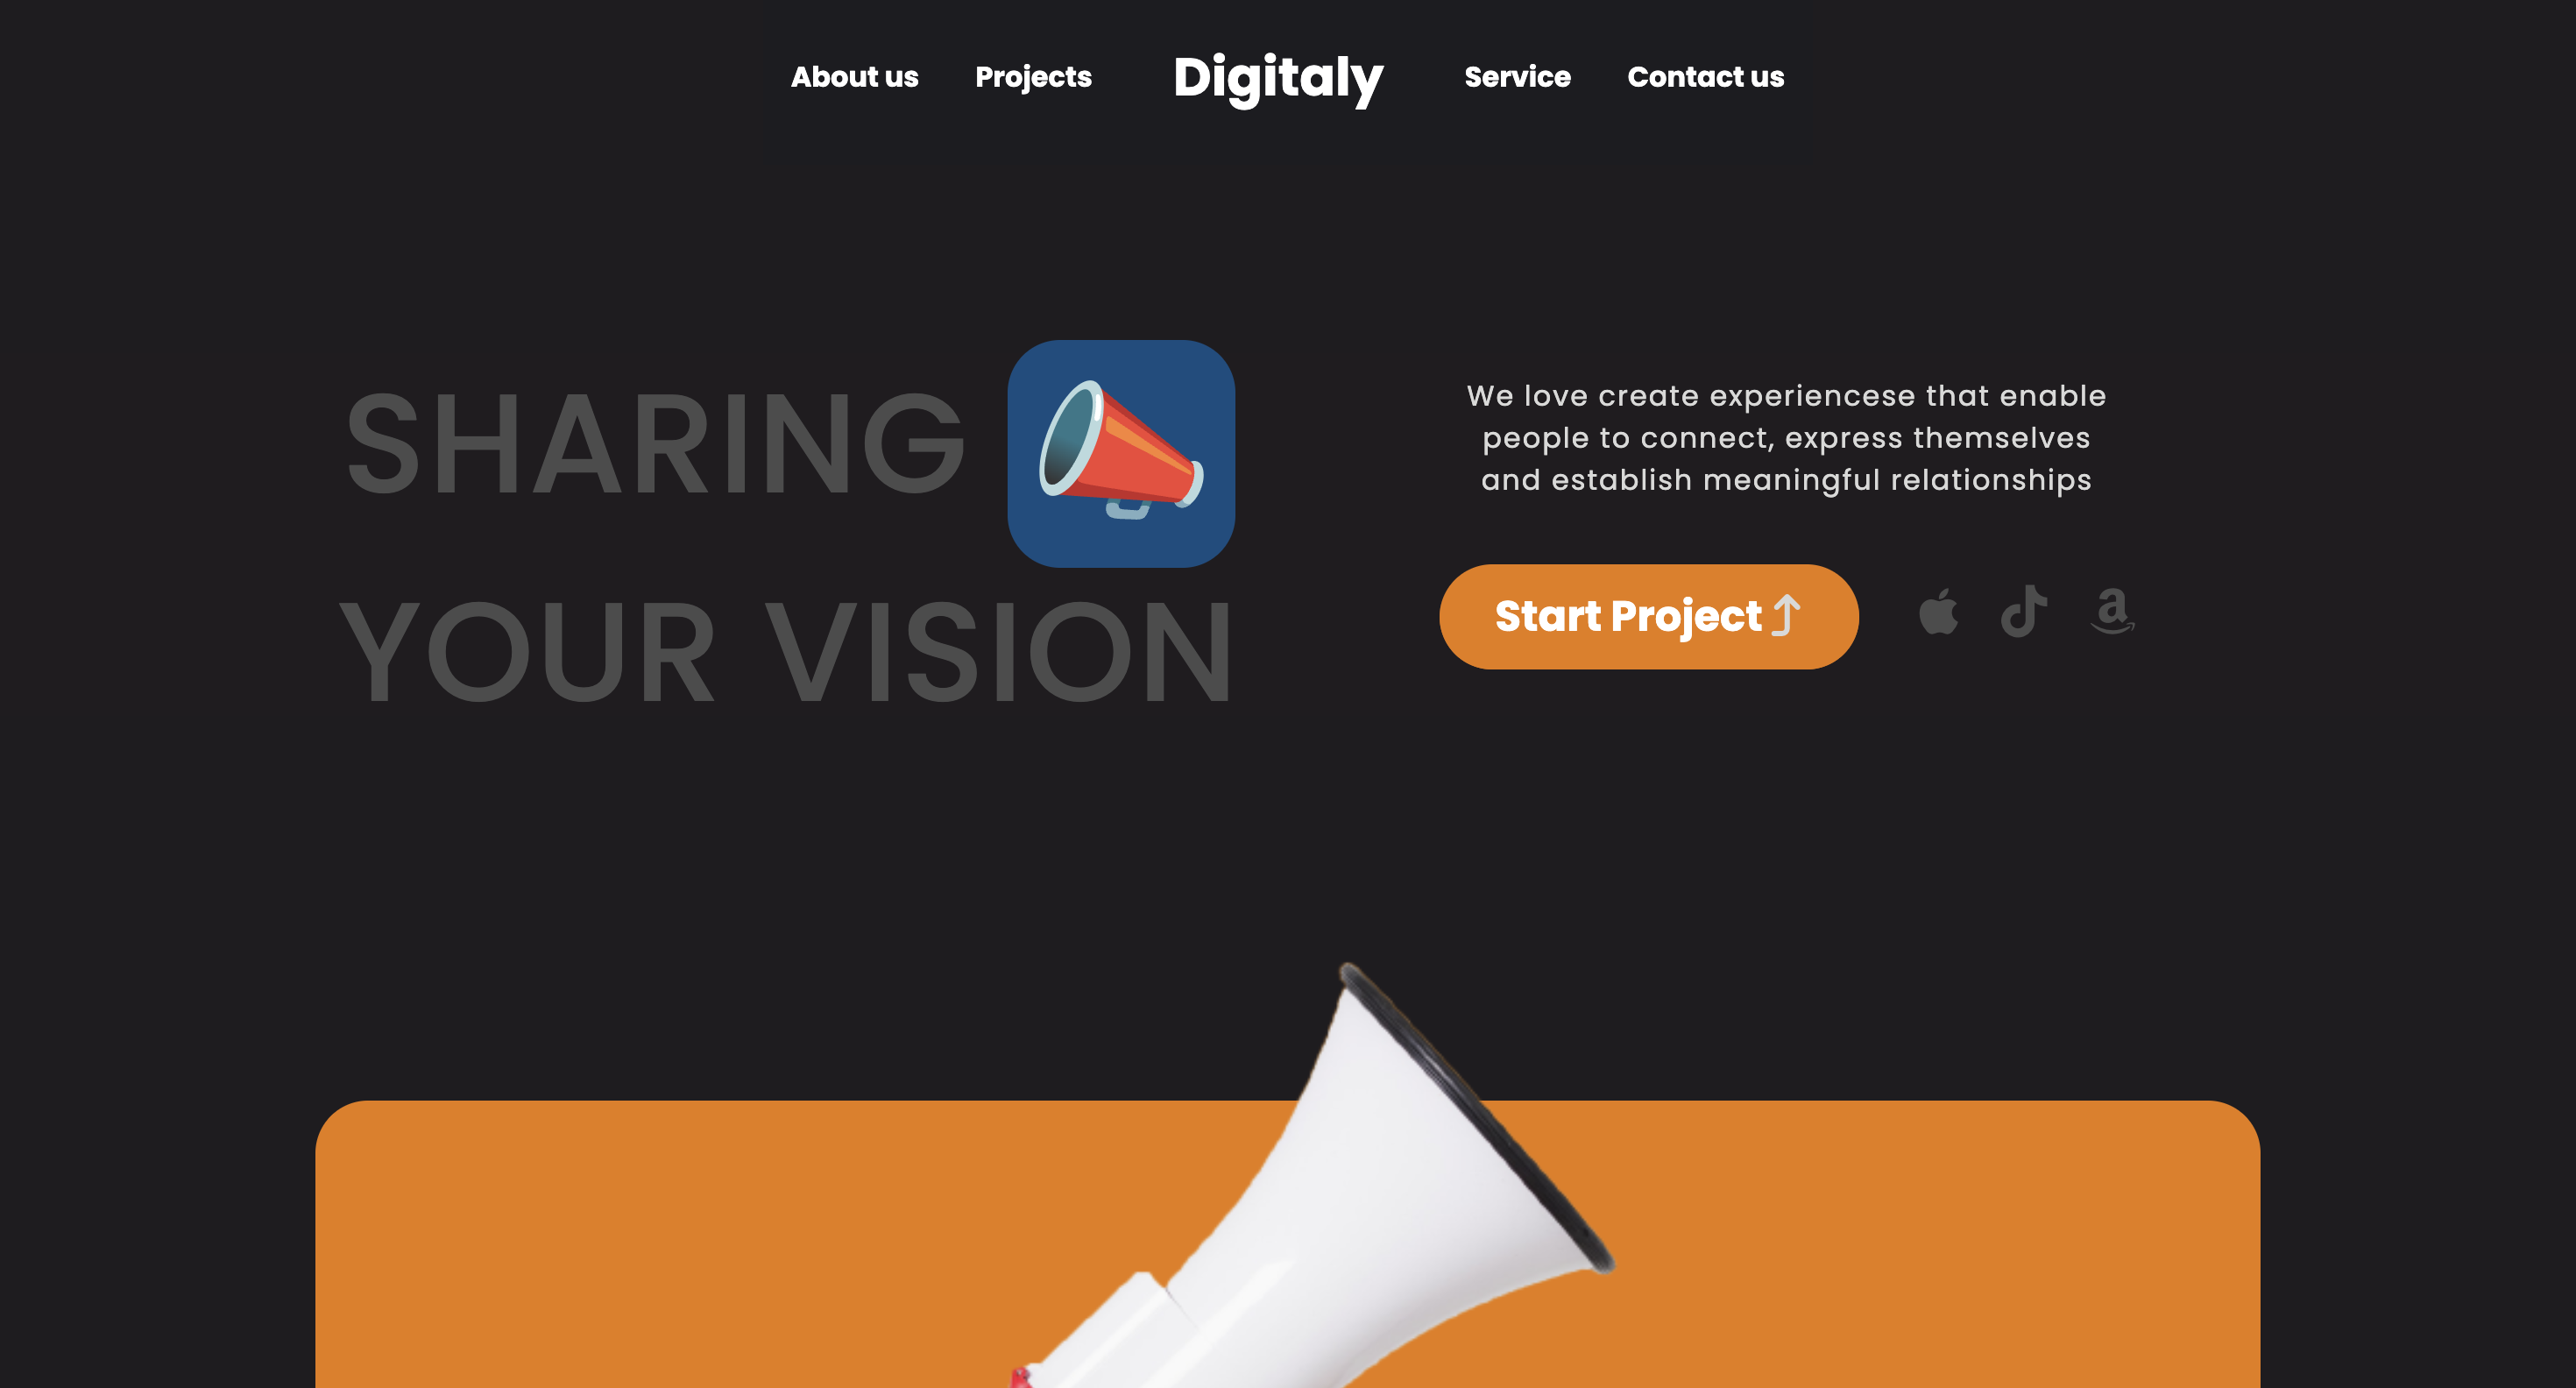 About us Projects Digitaly Service Contact us
SHARING
YOUR VISION
We love create experiencese that enable
people to connect, express themselves
and establish meaningful relationships
Start Project